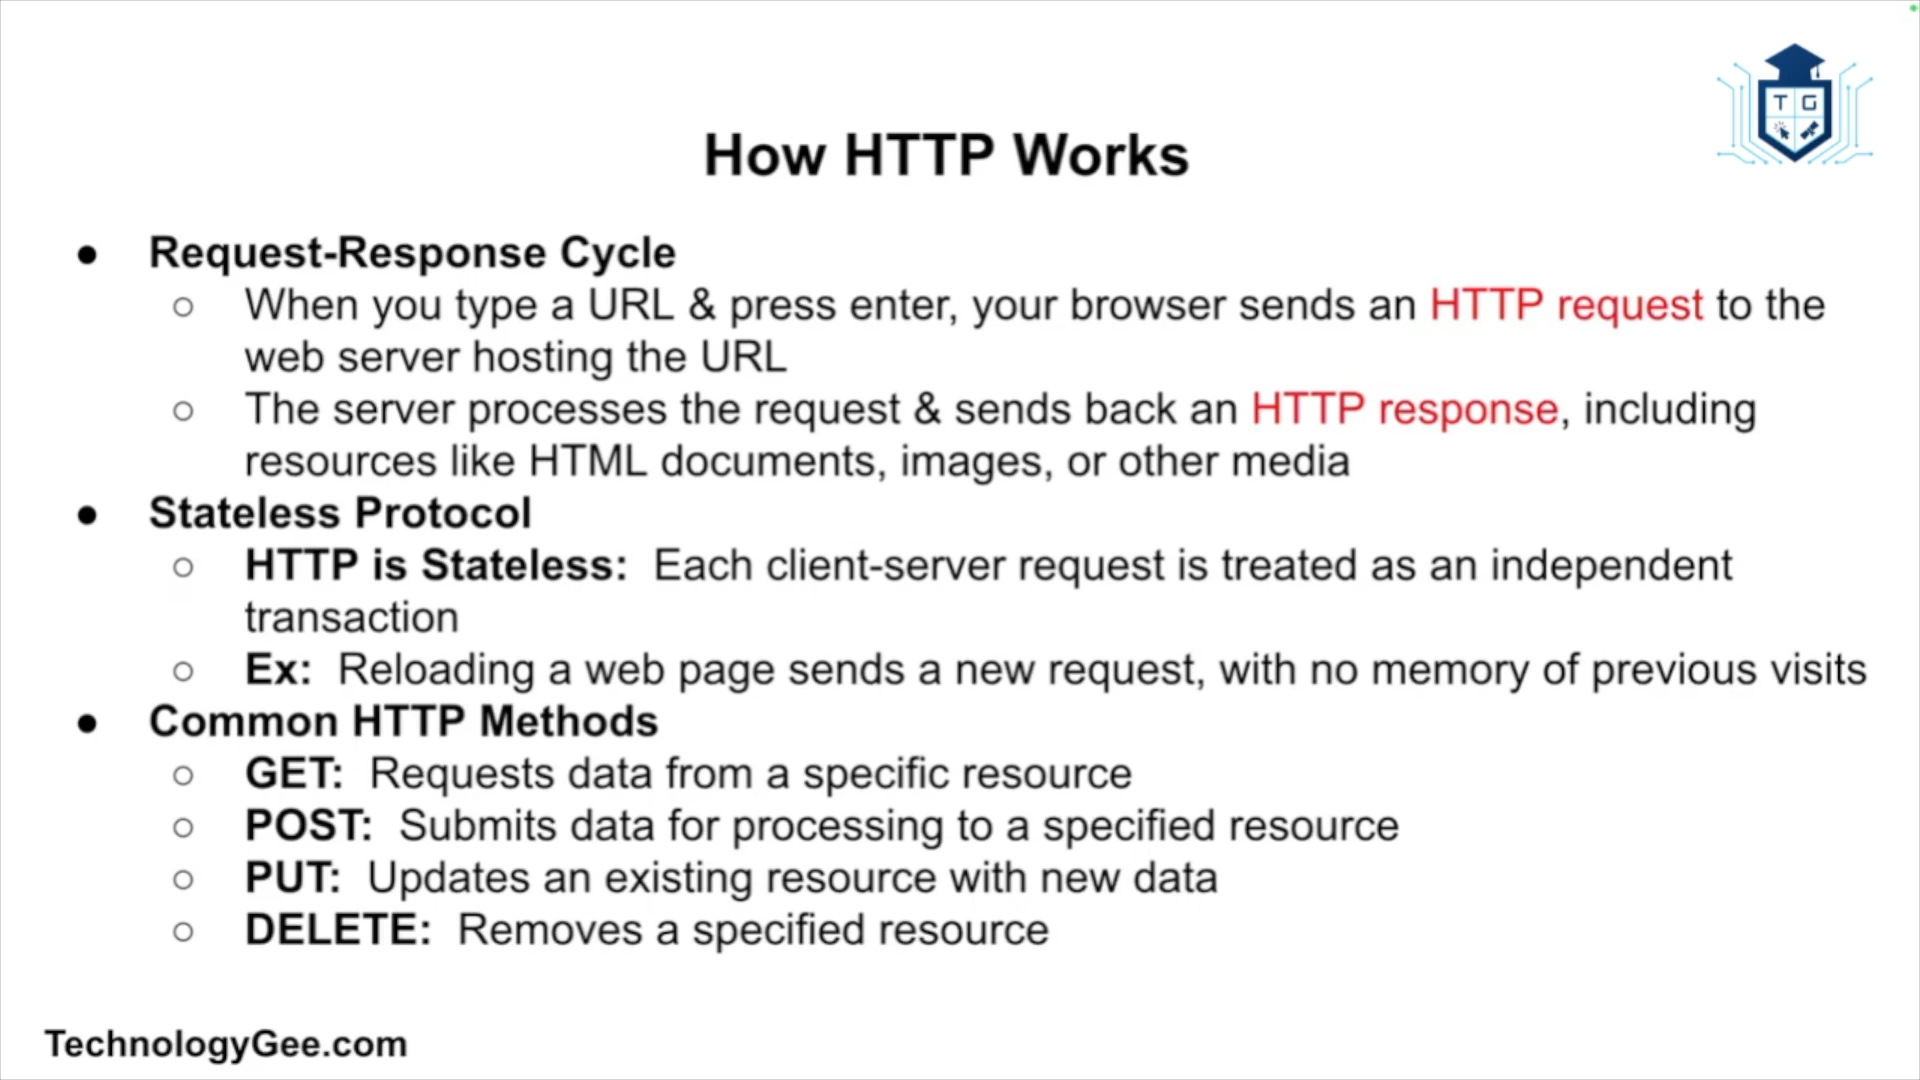 T G
How HTTP Works
● Request-Response Cycle
○ When you type a URL & press enter, your browser sends an HTTP request to the
web server hosting the URL
○ The server processes the request & sends back an HTTP response, including
resources like HTML documents, images, or other media
● Stateless Protocol
○ HTTP is Stateless: Each client-server request is treated as an independent
transaction
○ Ex: Reloading a web page sends a new request, with no memory of previous visits
● Common HTTP Methods
○ GET: Requests data from a specific resource
○ POST: Submits data for processing to a specified resource
○ PUT: Updates an existing resource with new data
○ DELETE: Removes a specified resource
TechnologyGee.com